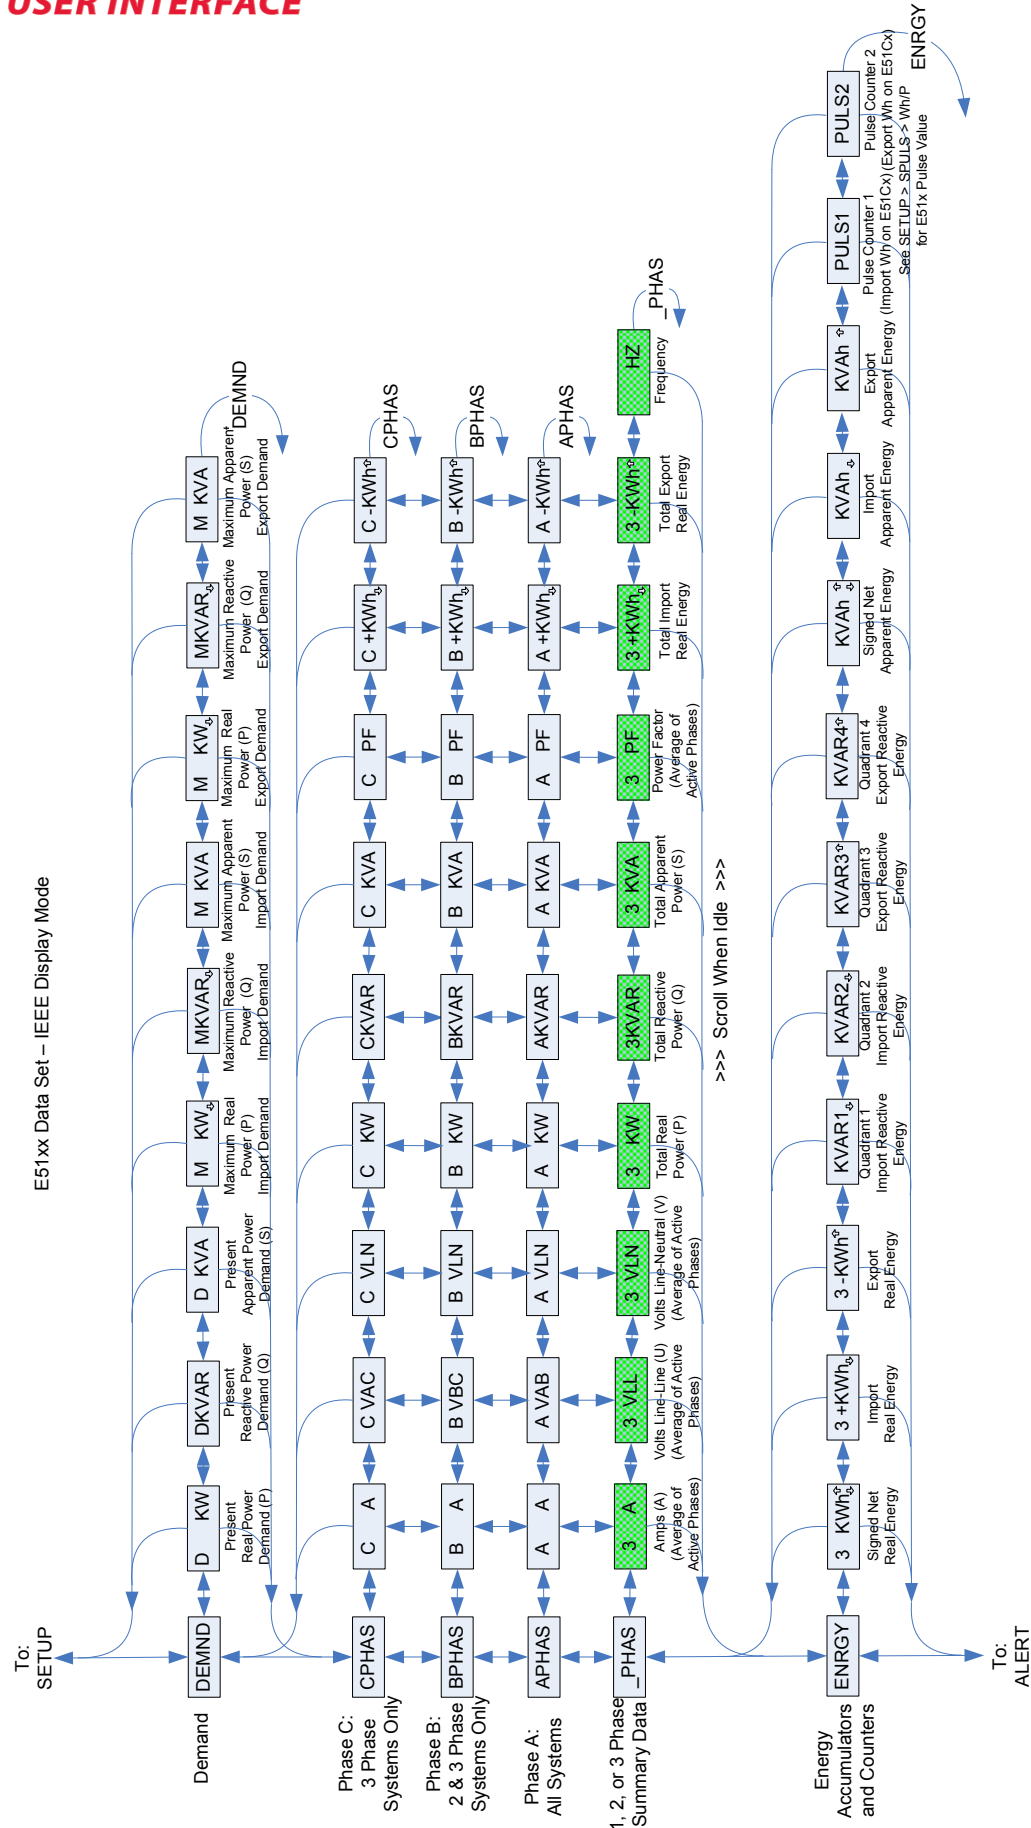 USER INTERFACE
E51xx Data Set – IEEE Display Mode
To:
SETUP
Demand
DEMND
D KW
Present
Real Power
Demand (P)
DKVAR
Present
Reactive Power
Demand (Q)
D KVA
Present
Apparent Power
Demand (S)
M KW
Maximum Real
Power (P)
Import Demand
MKVAR
Maximum Reactive
Power (Q)
Import Demand
M KVA
Maximum Apparent
Power (S)
Import Demand
M KW
Maximum Real
Power (P)
Export Demand
MKVAR
Maximum Reactive
Power (Q)
Export Demand
M KVA
Maximum Apparent
Power (S)
Export Demand
DEMND
Phase C:
3 Phase
Systems Only
CPHAS
C A
C VAC
C VLN
C KW
CKVAR
C KVA
C PF
C +KWh
C -KWh
CPHAS
Phase B:
2 & 3 Phase
Systems Only
BPHAS
B A
B VBC
B VLN
B KW
BKVAR
B KVA
B PF
B +KWh
B -KWh
BPHAS
Phase A:
All Systems
APHAS
A A
A VAB
A VLN
A KW
AKVAR
A KVA
A PF
A +KWh
A -KWh
APHAS
1, 2, or 3 Phase
Summary Data
_PHAS
3 A
Amps (A)
(Average of
Active Phases)
3 VLL
Volts Line-Line (U)
(Average of Active
Phases)
3 VLN
Volts Line-Neutral (V)
(Average of Active
Phases)
3 KW
Total Real
Power (P)
3KVAR
Total Reactive
Power (Q)
3 KVA
Total Apparent
Power (S)
3 PF
Power Factor
(Average of
Active Phases)
3 +KWh
Total Import
Real Energy
3 -KWh
Total Export
Real Energy
HZ
Frequency
_PHAS
>>> Scroll When Idle >>>
Energy
Accumulators
and Counters
ENRGY
3 KWh
Signed Net
Real Energy
3 +KWh
Import
Real Energy
3 -KWh
Export
Real Energy
KVAR1
Quadrant 1
Import Reactive
Energy
KVAR2
Quadrant 2
Import Reactive
Energy
KVAR3
Quadrant 3
Export Reactive
Energy
KVAR4
Quadrant 4
Export Reactive
Energy
KVAh
Signed Net
Apparent Energy
KVAh
Import
Apparent Energy
KVAh
Export
Apparent Energy
PULS1
Pulse Counter 1
(Import Wh on E51Cx)
PULS2
Pulse Counter 2
(Export Wh on E51Cx)
See SETUP > SPULS > Wh/P
for E51x Pulse Value
ENRGY
To:
ALERT